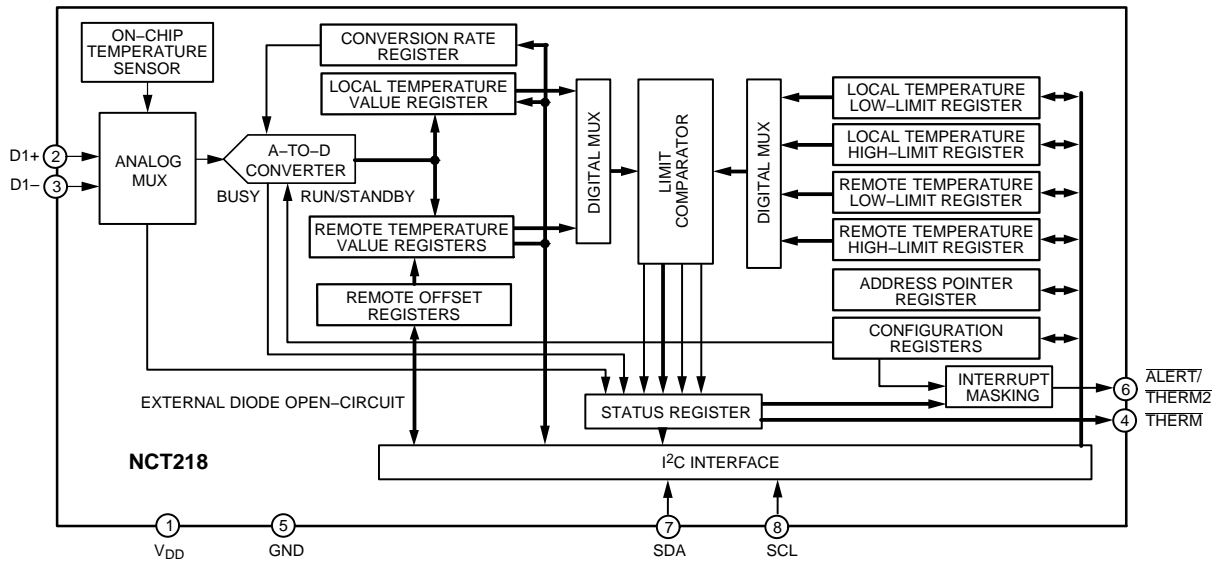 ON−CHIP
TEMPERATURE
SENSOR
CONVERSION RATE
REGISTER
LOCAL TEMPERATURE
VALUE REGISTER
D1+
2
D1−
3
ANALOG
MUX
A−TO−D
CONVERTER
BUSY
RUN/STANDBY
REMOTE TEMPERATURE
VALUE REGISTERS
REMOTE OFFSET
REGISTERS
DIGITAL MUX
LIMIT
COMPARATOR
DIGITAL MUX
LOCAL TEMPERATURE
LOW−LIMIT REGISTER
LOCAL TEMPERATURE
HIGH−LIMIT REGISTER
REMOTE TEMPERATURE
LOW−LIMIT REGISTER
REMOTE TEMPERATURE
HIGH−LIMIT REGISTER
ADDRESS POINTER
REGISTER
CONFIGURATION
REGISTERS
INTERRUPT
MASKING
6
ALERT/
THERM2
4
THERM
EXTERNAL DIODE OPEN−CIRCUIT
STATUS REGISTER
NCT218
I2C INTERFACE
1
VDD
5
GND
7
SDA
8
SCL